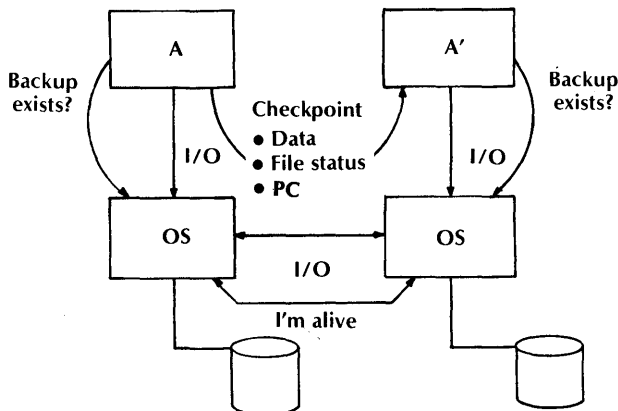 A
A′
Backup
exists?
Backup
exists?
Checkpoint
● Data
● File status
● PC
I/O
I/O
OS
OS
I/O
I'm alive